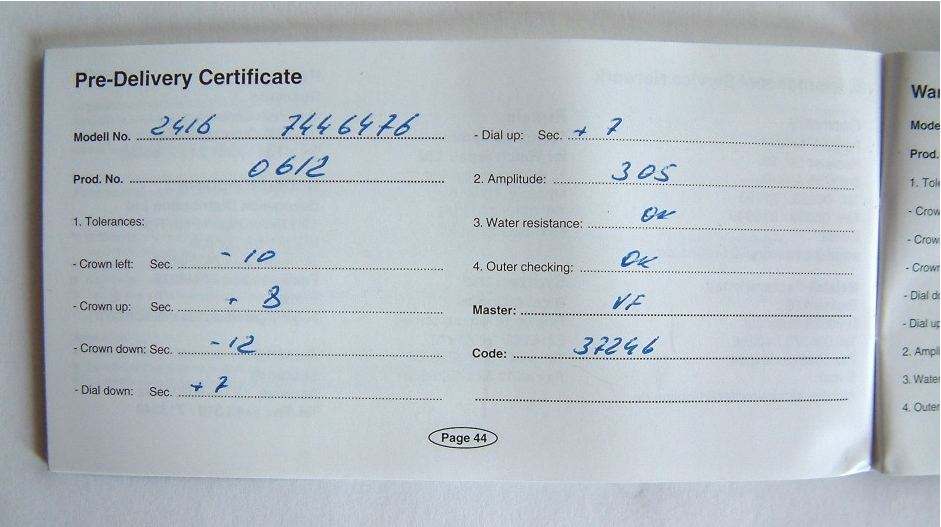 Pre-Delivery Certificate
Modell No. 2416 7446476
Prod. No. 0612
1. Tolerances:
- Crown left: Sec. - 10
- Crown up: Sec. + 8
- Crown down: Sec. - 12
- Dial down: Sec. + 7
- Dial up: Sec. + 7
2. Amplitude: 305
3. Water resistance: OK
4. Outer checking: OK
Master: VF
Code: 37246
Page 44
War
Mode
Prod.
1. Tole
- Crow
- Crow
- Crown
- Dial do
- Dial up
2. Ampli
3. Water
4. Outer